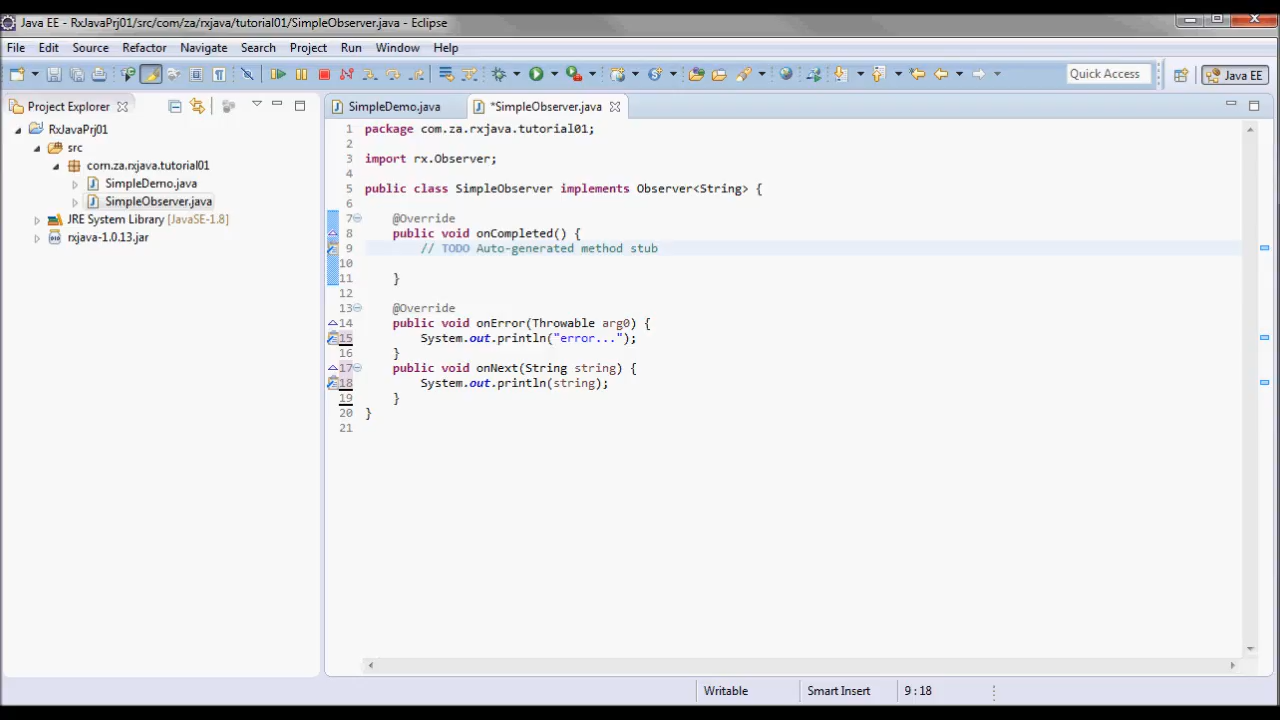 Java EE - RxJavaPrj01/src/com/za/rxjava/tutorial01/SimpleObserver.java - Eclipse
File Edit Source Refactor Navigate Search Project Run Window Help
Quick Access
Java EE
Project Explorer
RxJavaPrj01
src
com.za.rxjava.tutorial01
SimpleDemo.java
SimpleObserver.java
JRE System Library [JavaSE-1.8]
rxjava-1.0.13.jar
SimpleDemo.java *SimpleObserver.java
1 package com.za.rxjava.tutorial01;
2
3 import rx.Observer;
4
5 public class SimpleObserver implements Observer<String> {
6
7 @Override
8 public void onCompleted() {
9 // TODO Auto-generated method stub
10
11 }
12
13 @Override
14 public void onError(Throwable arg0) {
15 System.out.println("error...");
16 }
17 public void onNext(String string) {
18 System.out.println(string);
19 }
20 }
21
Writable Smart Insert 9 : 18